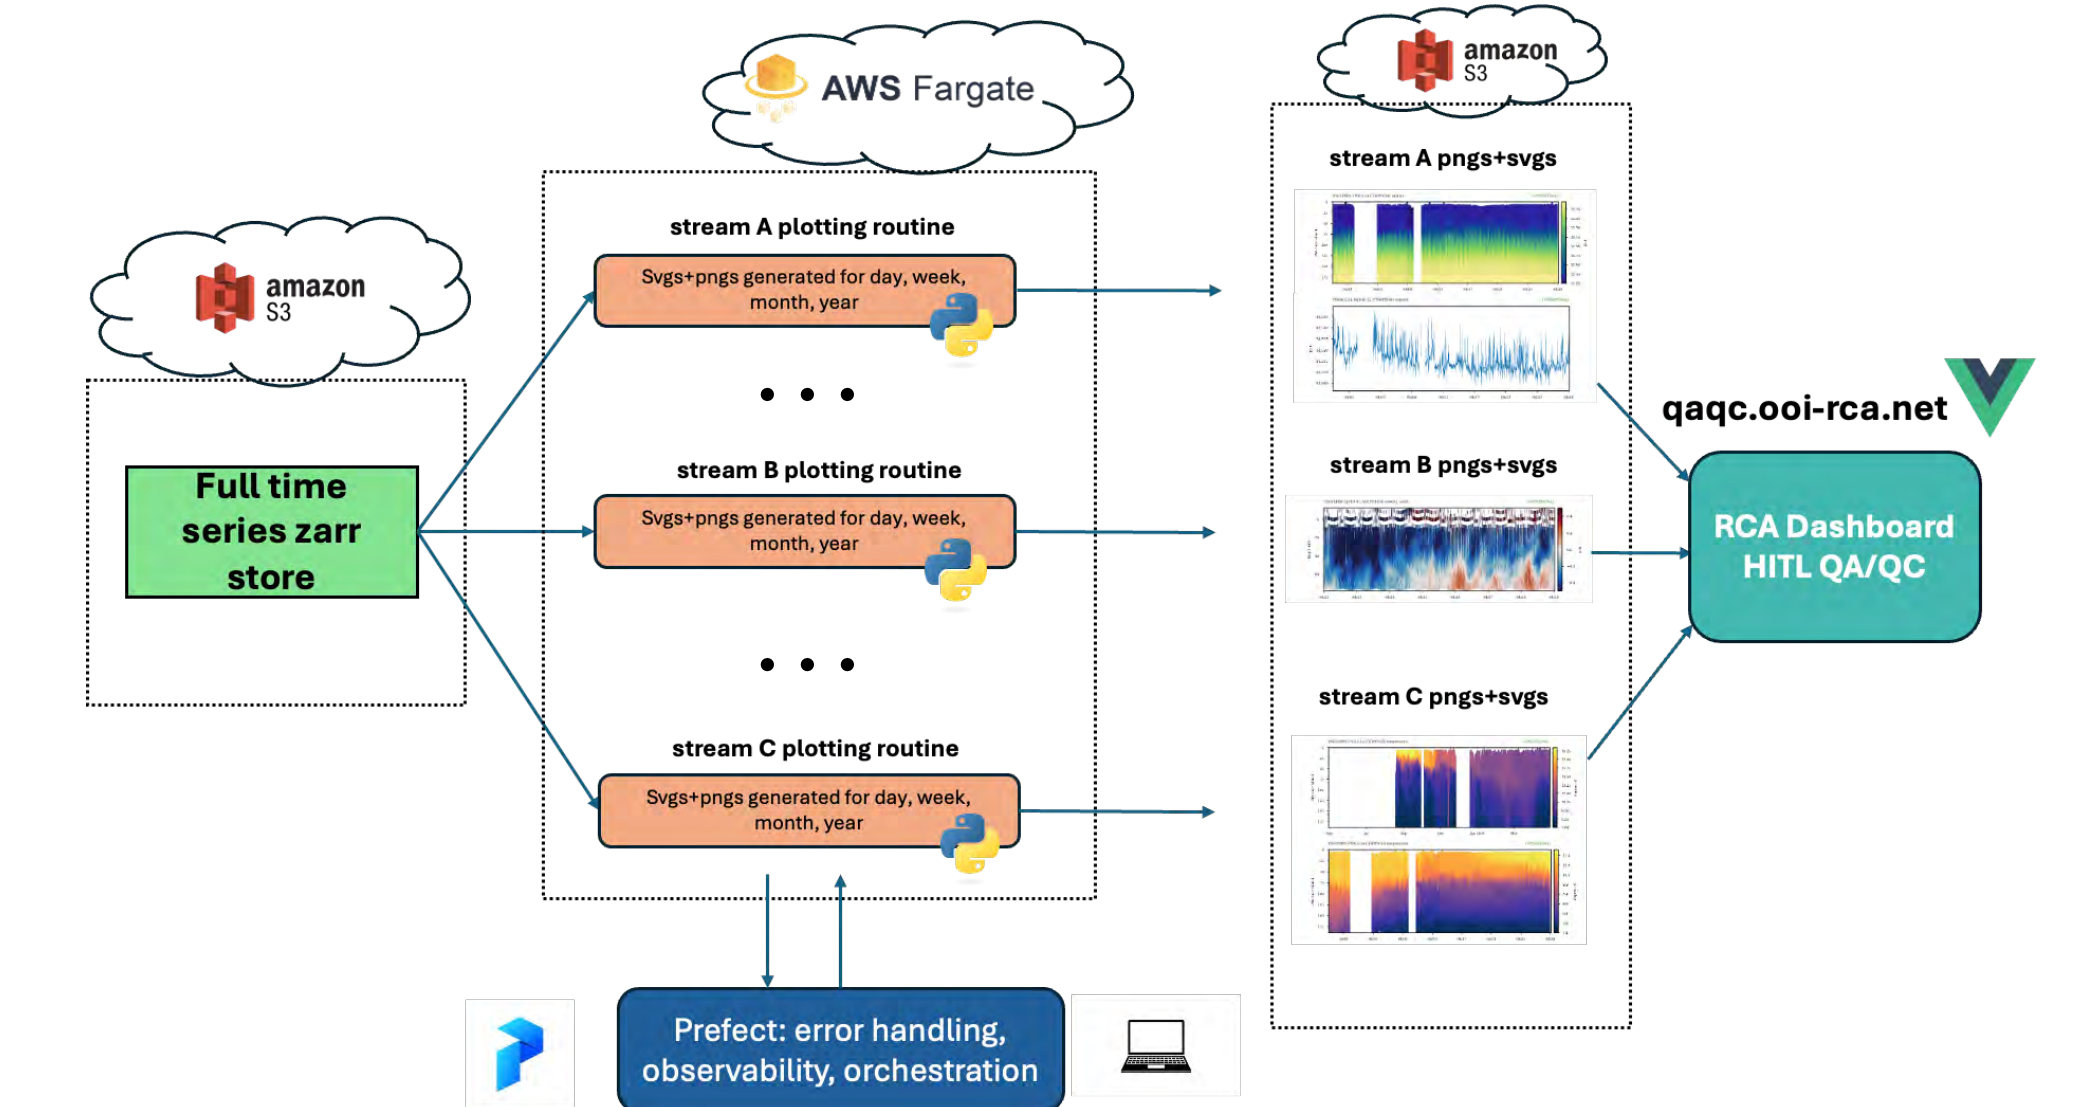 amazon
S3
Full time
series zarr
store
AWS Fargate
stream A plotting routine
Svgs+pngs generated for day, week,
month, year
stream B plotting routine
Svgs+pngs generated for day, week,
month, year
stream C plotting routine
Svgs+pngs generated for day, week,
month, year
Prefect: error handling,
observability, orchestration
amazon
S3
stream A pngs+svgs
stream B pngs+svgs
stream C pngs+svgs
qaqc.ooi-rca.net
RCA Dashboard
HITL QA/QC